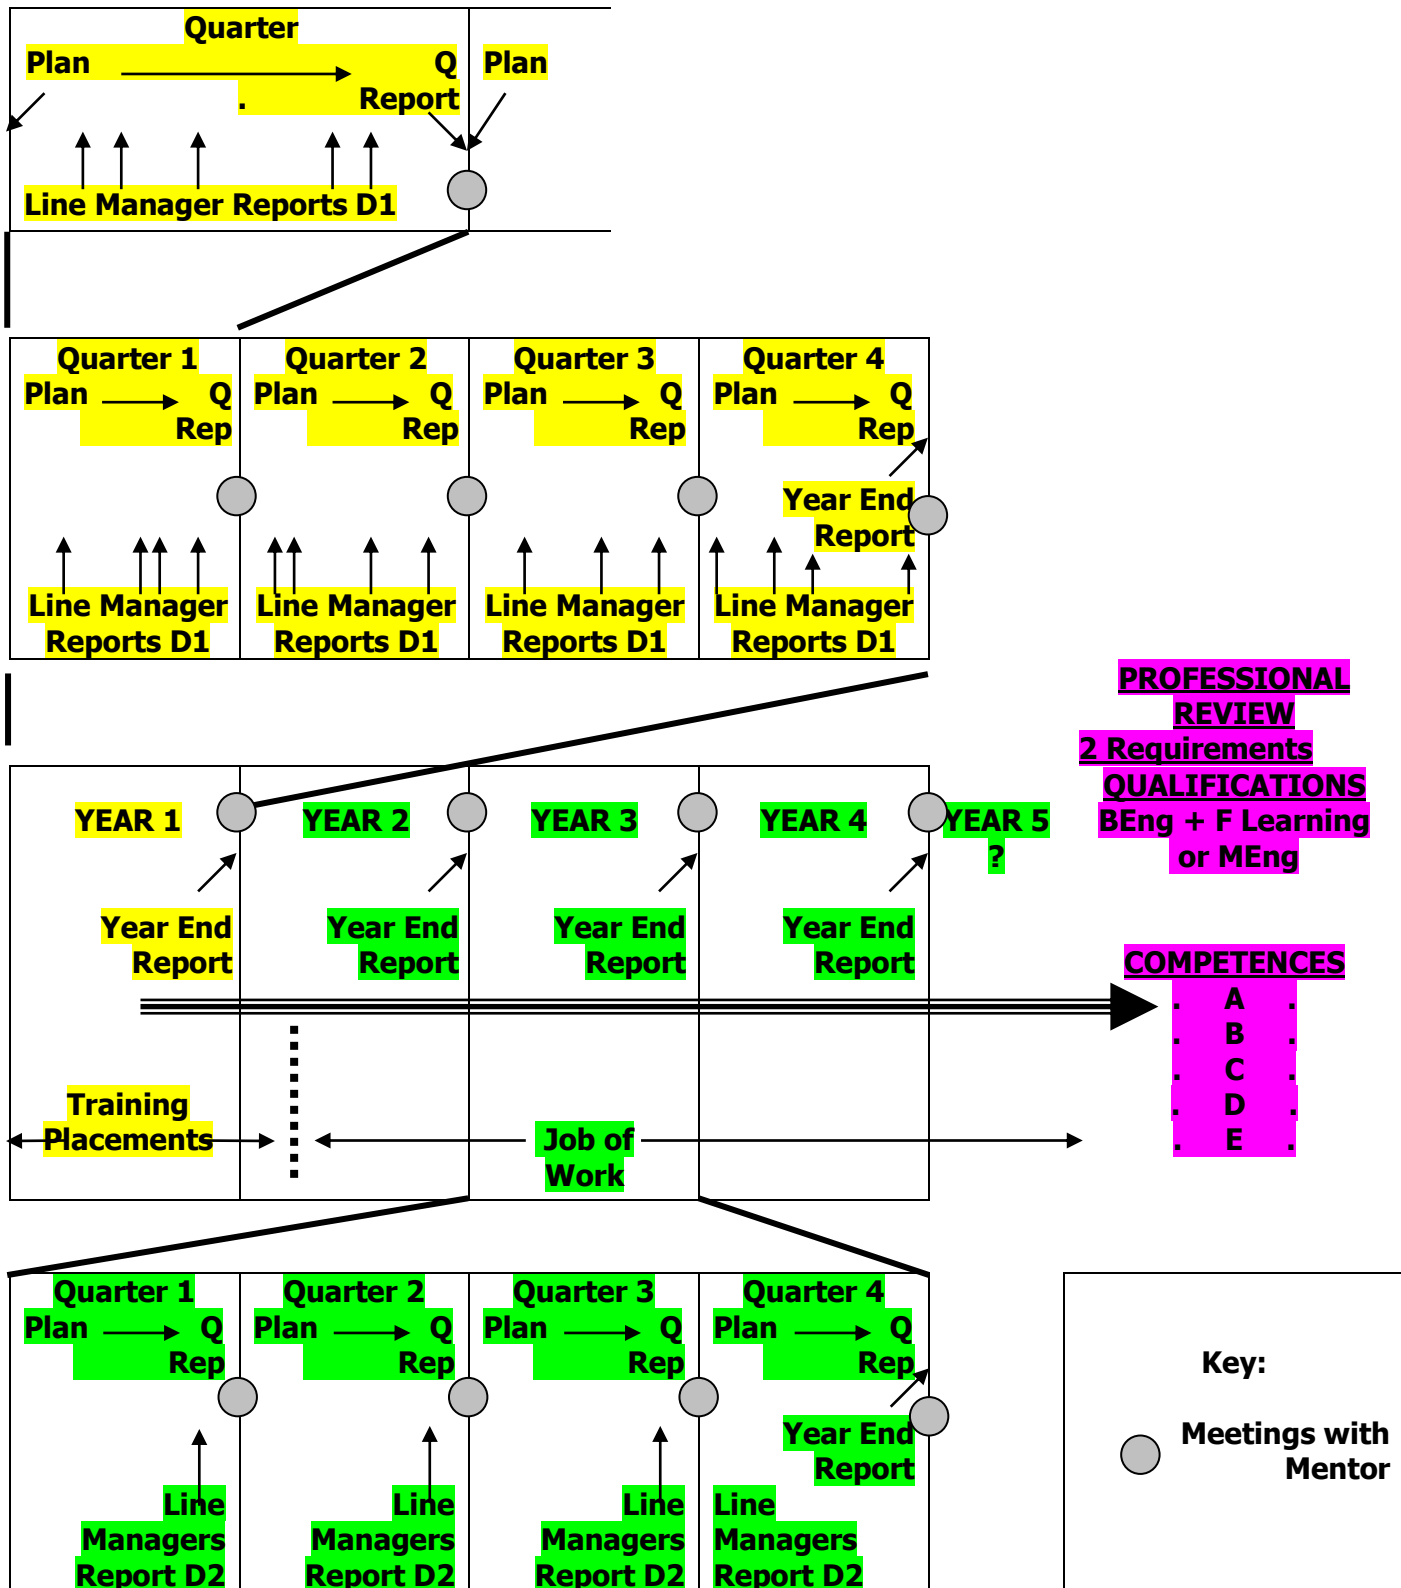 Quarter
Plan Q Plan
. Report
Line Manager Reports D1
Quarter 1 Quarter 2 Quarter 3 Quarter 4
Plan Q Plan Q Plan Q Plan Q
Rep Rep Rep Rep
Year End
Report
Line Manager Line Manager Line Manager Line Manager
Reports D1 Reports D1 Reports D1 Reports D1
PROFESSIONAL
REVIEW
2 Requirements
QUALIFICATIONS
BEng + F Learning
or MEng
YEAR 1 YEAR 2 YEAR 3 YEAR 4 YEAR 5
?
Year End Year End Year End Year End
Report Report Report Report
COMPETENCES
. A .
. B .
. C .
. D .
. E .
Training
Placements
Job of
Work
Quarter 1 Quarter 2 Quarter 3 Quarter 4
Plan Q Plan Q Plan Q Plan Q
Rep Rep Rep Rep
Year End
Report
Line Line Line Line
Managers Managers Managers Managers
Report D2 Report D2 Report D2 Report D2
Key:
Meetings with
Mentor